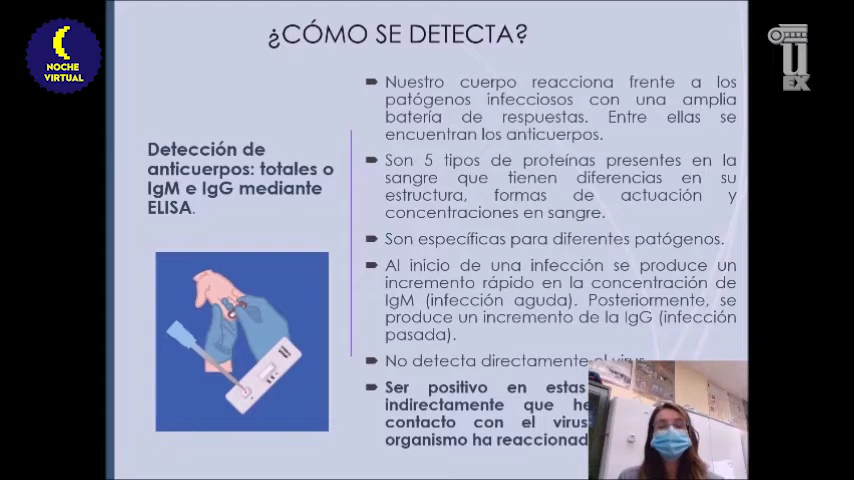 ¿CÓMO SE DETECTA?
NOCHE
VIRTUAL
UEX
Detección de
anticuerpos: totales o
IgM e IgG mediante
ELISA.
Nuestro cuerpo reacciona frente a los
patógenos infecciosos con una amplia
batería de respuestas. Entre ellas se
encuentran los anticuerpos.
Son 5 tipos de proteínas presentes en la
sangre que tienen diferencias en su
estructura, formas de actuación y
concentraciones en sangre.
Son específicas para diferentes patógenos.
Al inicio de una infección se produce un
incremento rápido en la concentración de
IgM (infección aguda). Posteriormente, se
produce un incremento de la IgG (infección
pasada).
No detecta directamente el virus
Ser positivo en estas
indirectamente que
contacto con el virus
organismo ha